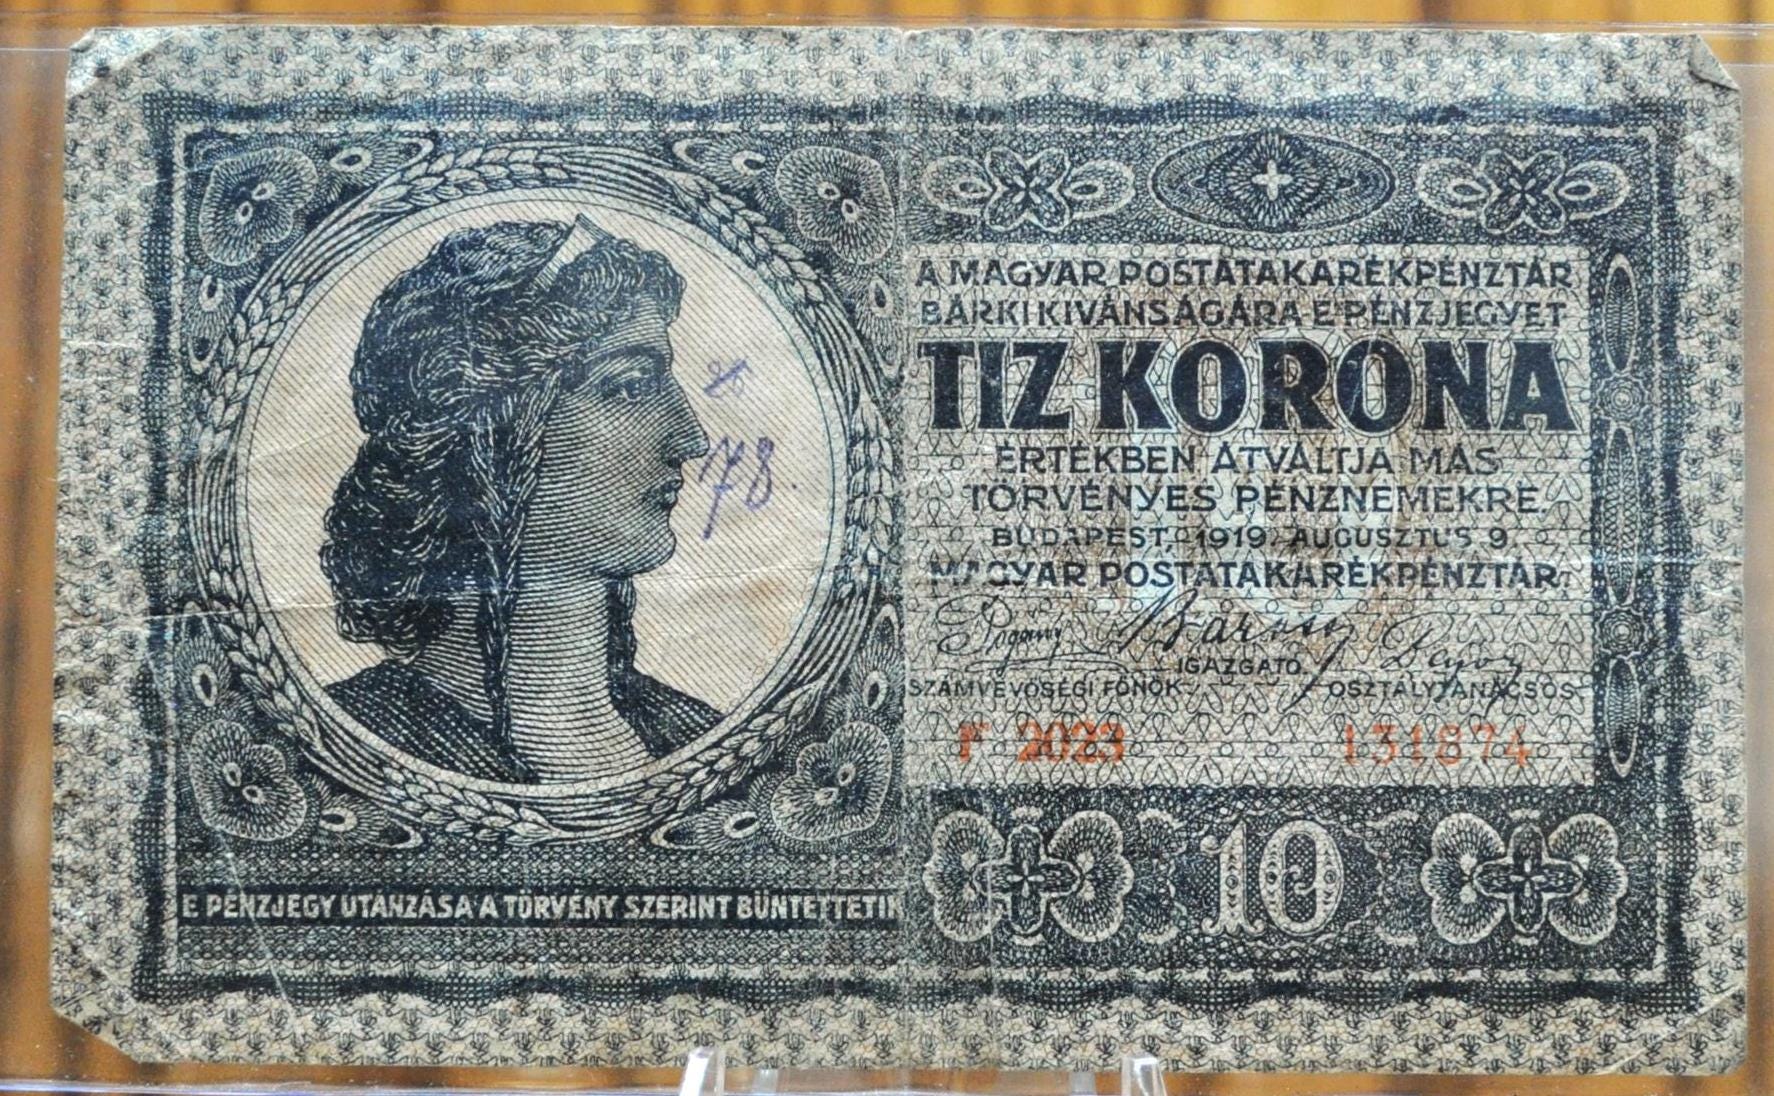 A MAGYAR POSTATAKARÉKPÉNZTÁR
BÁRKI KIVÁNSÁGÁRA E PÉNZJEGYET
TIZ KORONA
ÉRTÉKBEN ÁTVÁLTJA MÁS
TÖRVÉNYES PÉNZNEMEKRE.
BUDAPEST, 1919. AUGUSZTUS 9.
MAGYAR POSTATAKARÉKPÉNZTÁR.
IGAZGATÓ.
SZÁMVEVŐSÉGI FŐNÖK. OSZTÁLYTANÁCSOS
F 2023 131874
10
E PÉNZJEGY UTÁNZÁSA A TÖRVÉNY SZERINT BÜNTETTETIK
78.